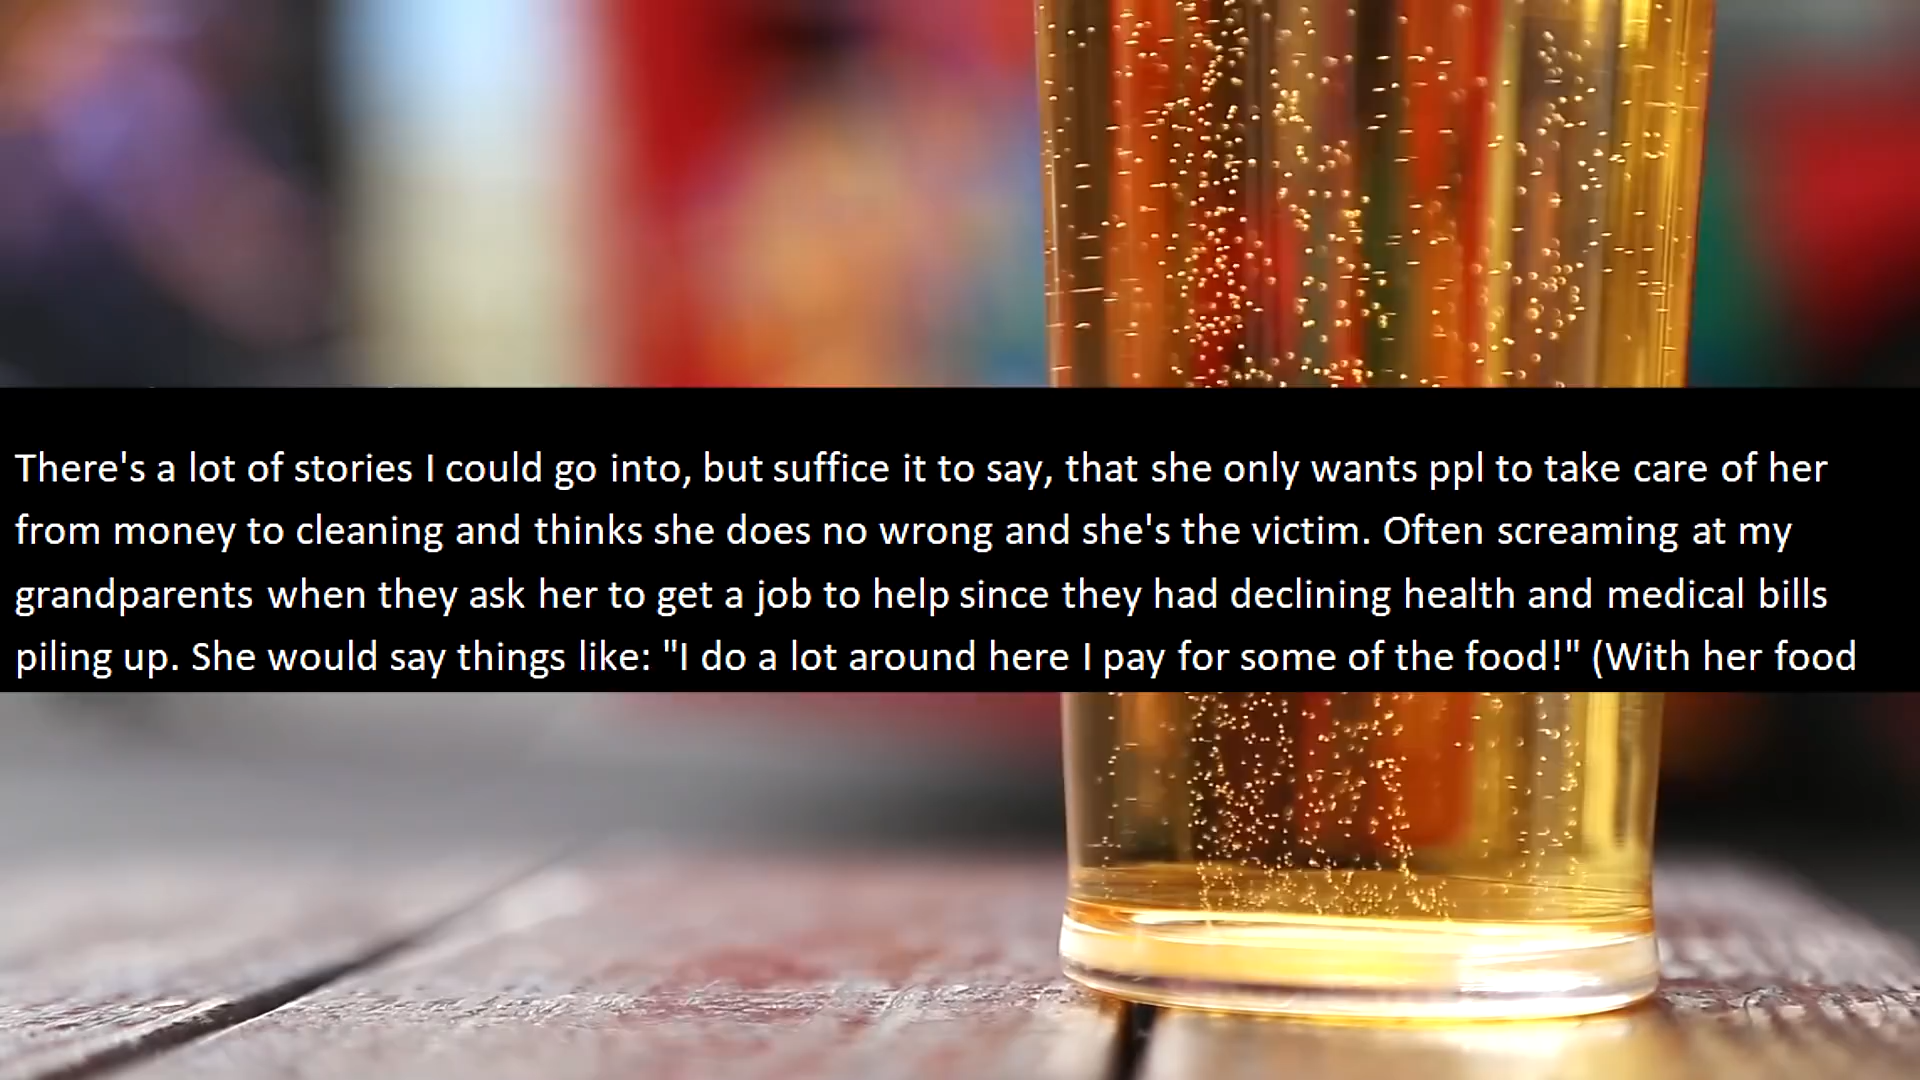 There's a lot of stories I could go into, but suffice it to say, that she only wants ppl to take care of her
from money to cleaning and thinks she does no wrong and she's the victim. Often screaming at my
grandparents when they ask her to get a job to help since they had declining health and medical bills
piling up. She would say things like: "I do a lot around here I pay for some of the food!" (With her food